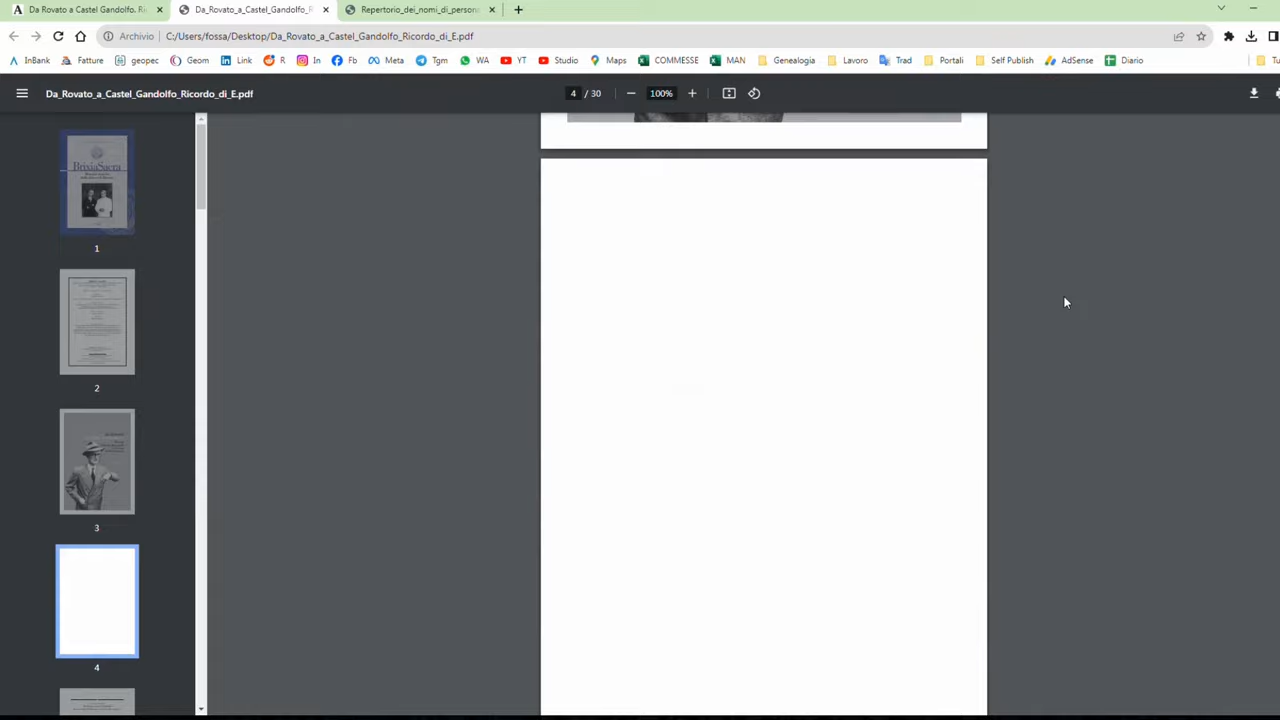 Da Rovato a Castel Gandolfo. Ri
Da_Rovato_a_Castel_Gandolfo_R
Repertorio_dei_nomi_di_person
Archivio C:/Users/fossa/Desktop/Da_Rovato_a_Castel_Gandolfo_Ricordo_di_E.pdf
InBank Fatture geopec Geom Link R In Fb Meta Tgm WA YT Studio Maps COMMESSE MAN Genealogia Lavoro Trad Portali Self Publish AdSense Diario Tu
Da_Rovato_a_Castel_Gandolfo_Ricordo_di_E.pdf
4 / 30 100%
BrixiaSacra
1
2
3
4